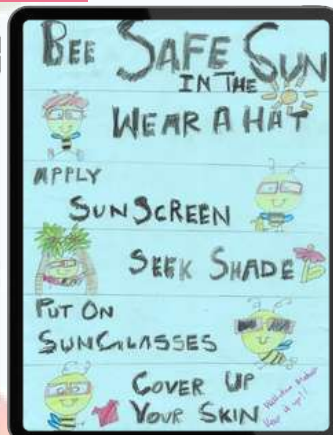 BEE SAFE SUN
IN THE
WEAR A HAT
APPLY
SUNSCREEN
SEEK SHADE
PUT ON
SUNGLASSES
COVER UP
YOUR SKIN